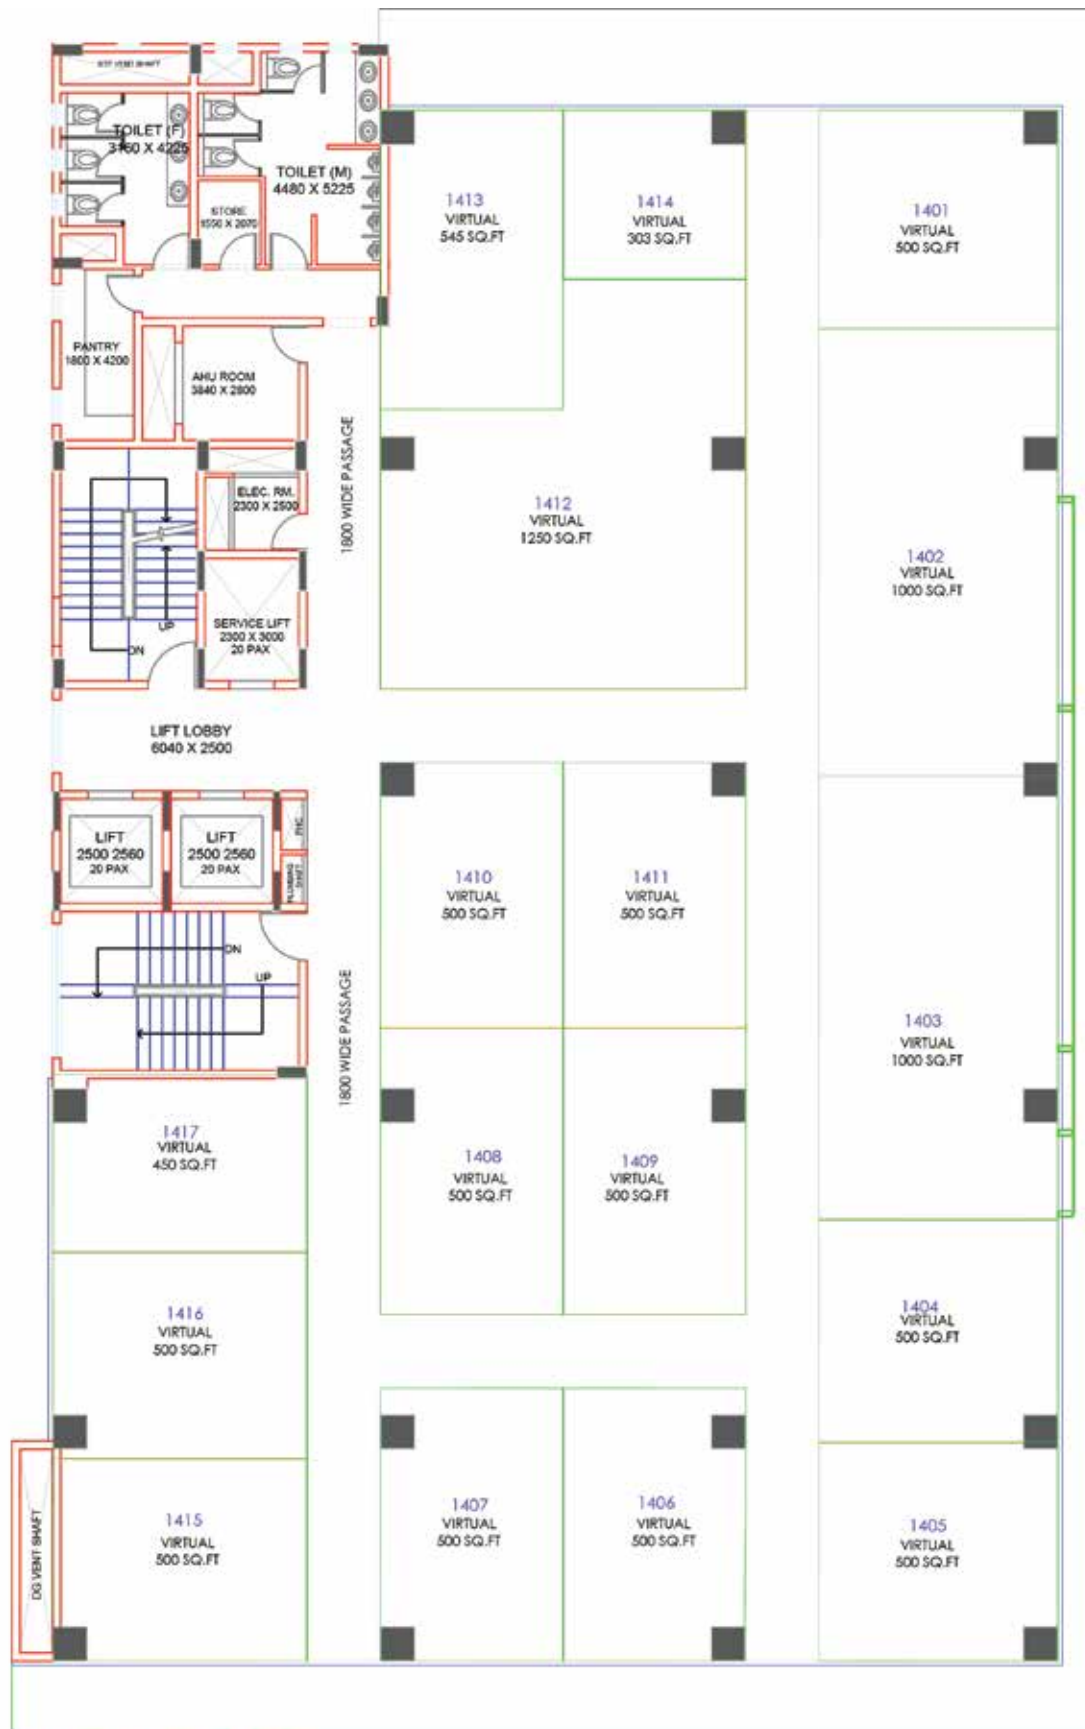 SOT VENT SHAFT
TOILET (F)
3160 X 4225
TOILET (M)
4480 X 5225
STORE
1550 X 2070
1413
VIRTUAL
545 SQ.FT
1414
VIRTUAL
303 SQ.FT
1401
VIRTUAL
500 SQ.FT
PANTRY
1800 X 4200
AHU ROOM
3840 X 2800
1800 WIDE PASSAGE
ELEC. RM.
2300 X 2500
1412
VIRTUAL
1250 SQ.FT
1402
VIRTUAL
1000 SQ.FT
UP
DN
SERVICE LIFT
2300 X 3000
20 PAX
LIFT LOBBY
6040 X 2500
LIFT
2500 2560
20 PAX
LIFT
2500 2560
20 PAX
PLUMBING
SHAFT
1410
VIRTUAL
500 SQ.FT
1411
VIRTUAL
500 SQ.FT
DN
UP
1800 WIDE PASSAGE
1403
VIRTUAL
1000 SQ.FT
1417
VIRTUAL
450 SQ.FT
1408
VIRTUAL
500 SQ.FT
1409
VIRTUAL
500 SQ.FT
1416
VIRTUAL
500 SQ.FT
1404
VIRTUAL
500 SQ.FT
1415
VIRTUAL
500 SQ.FT
1407
VIRTUAL
500 SQ.FT
1406
VIRTUAL
500 SQ.FT
1405
VIRTUAL
500 SQ.FT
DG VENT SHAFT